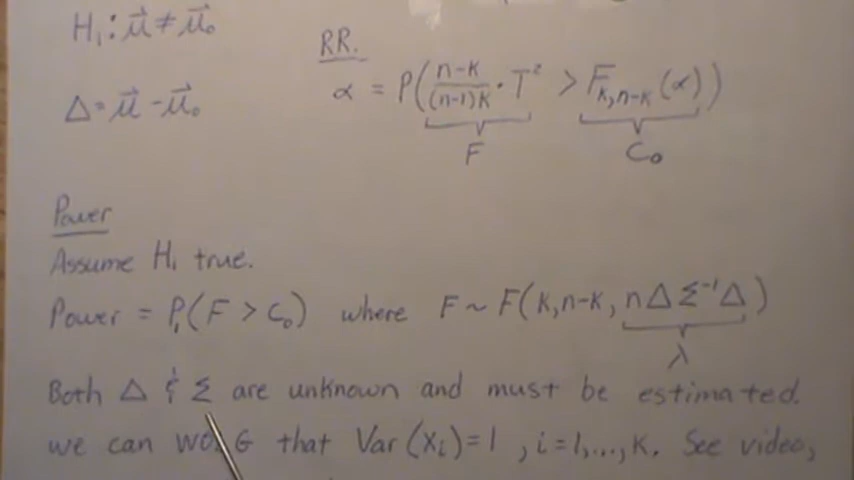 H₁: μ⃗ ≠ μ⃗₀
RR.
α = P( (n-k)/((n-1)k) · T² > F_{k,n-k}(α) )
F C₀
Δ = μ⃗ - μ⃗₀
Power
Assume H₁ true.
Power = P₁(F > C₀) where F ~ F(k, n-k, nΔΣ⁻¹Δ)
λ
Both Δ & Σ are unknown and must be estimated.
we can WOLG that Var(Xᵢ)=1, i=1,...,k. See video,